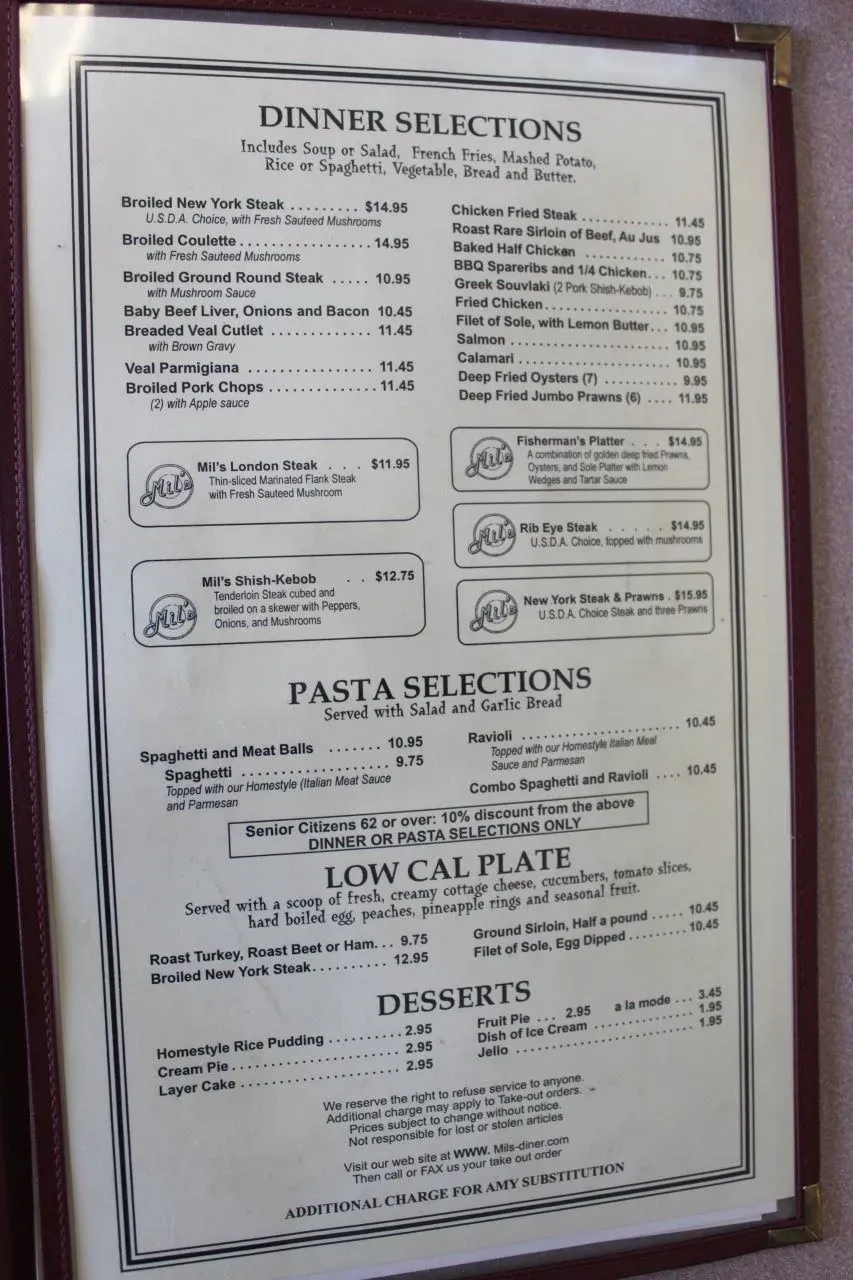 DINNER SELECTIONS
Includes Soup or Salad, French Fries, Mashed Potato,
Rice or Spaghetti, Vegetable, Bread and Butter.
Broiled New York Steak ......... $14.95
U.S.D.A. Choice, with Fresh Sauteed Mushrooms
Broiled Coulette ................. 14.95
with Fresh Sauteed Mushrooms
Broiled Ground Round Steak ..... 10.95
with Mushroom Sauce
Baby Beef Liver, Onions and Bacon 10.45
Breaded Veal Cutlet ............. 11.45
with Brown Gravy
Veal Parmigiana ................ 11.45
Broiled Pork Chops .............. 11.45
(2) with Apple sauce
Chicken Fried Steak ............ 11.45
Roast Rare Sirloin of Beef, Au Jus 10.95
Baked Half Chicken ........... 10.75
BBQ Spareribs and 1/4 Chicken... 10.75
Greek Souvlaki (2 Pork Shish-Kebob) ... 9.75
Fried Chicken ................. 10.75
Filet of Sole, with Lemon Butter... 10.95
Salmon ..................... 10.95
Calamari .................... 10.95
Deep Fried Oysters (7) ........... 9.95
Deep Fried Jumbo Prawns (6) .... 11.95
Mil's
Mil's London Steak . . . $11.95
Thin-sliced Marinated Flank Steak
with Fresh Sauteed Mushroom
Mil's
Mil's Shish-Kebob . . $12.75
Tenderloin Steak cubed and
broiled on a skewer with Peppers,
Onions, and Mushrooms
Mil's
Fisherman's Platter . . . $14.95
A combination of golden deep fried Prawns,
Oysters, and Sole Platter with Lemon
Wedges and Tartar Sauce
Mil's
Rib Eye Steak . . . . . $14.95
U.S.D.A. Choice, topped with mushrooms
Mil's
New York Steak & Prawns . $15.95
U.S.D.A. Choice Steak and three Prawns
PASTA SELECTIONS
Served with Salad and Garlic Bread
Spaghetti and Meat Balls ....... 10.95
Spaghetti .................. 9.75
Topped with our Homestyle (Italian Meat Sauce
and Parmesan
Ravioli ...................... 10.45
Topped with our Homestyle Italian Meat
Sauce and Parmesan
Combo Spaghetti and Ravioli .... 10.45
Senior Citizens 62 or over: 10% discount from the above
DINNER OR PASTA SELECTIONS ONLY
LOW CAL PLATE
Served with a scoop of fresh, creamy cottage cheese, cucumbers, tomato slices,
hard boiled egg, peaches, pineapple rings and seasonal fruit.
Roast Turkey, Roast Beef or Ham... 9.75
Broiled New York Steak.......... 12.95
Ground Sirloin, Half a pound ..... 10.45
Filet of Sole, Egg Dipped ......... 10.45
DESSERTS
Homestyle Rice Pudding .......... 2.95
Cream Pie ....................... 2.95
Layer Cake ..................... 2.95
Fruit Pie ... 2.95 a la mode ... 3.45
Dish of Ice Cream ............. 1.95
Jello ........................ 1.95
We reserve the right to refuse service to anyone.
Additional charge may apply to Take-out orders.
Prices subject to change without notice.
Not responsible for lost or stolen articles
Visit our web site at WWW. Mils-diner.com
Then call or FAX us your take out order
ADDITIONAL CHARGE FOR AMY SUBSTITUTION